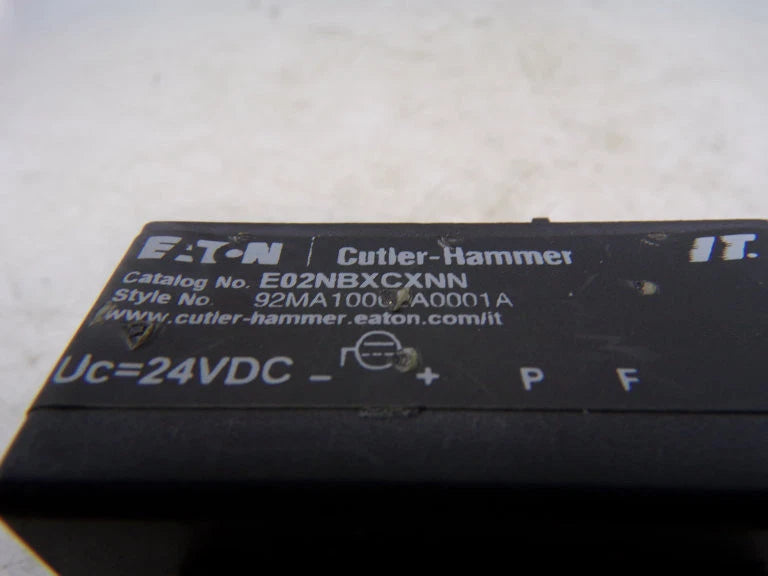 EATON | Cutler-Hammer IT.
Catalog No. E02NBXCXNN
Style No.
www.cutler-hammer.eaton.com/it
Uc=24VDC - + P F